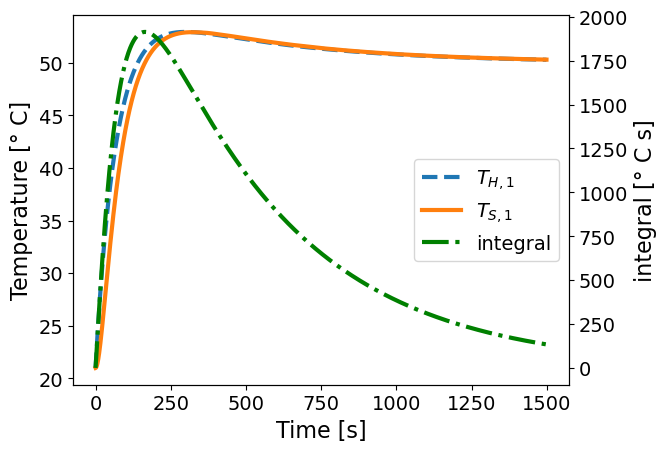 Temperature [° C]
50
45
40
35
30
25
20
2000
1750
1500
1250
1000
750
500
250
0
integral [° C s]
T_{H, 1}
T_{S, 1}
integral
0 250 500 750 1000 1250 1500
Time [s]